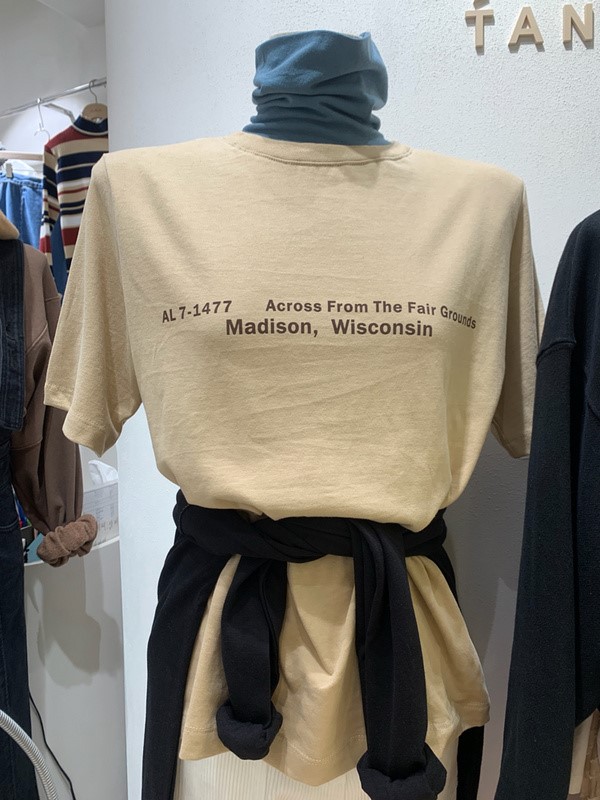 TAN
AL 7-1477 Across From The Fair Grounds
Madison, Wisconsin